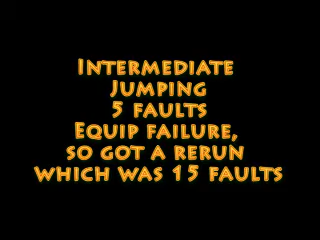 Intermediate
Jumping
5 faults
Equip failure,
so got a rerun
which was 15 faults